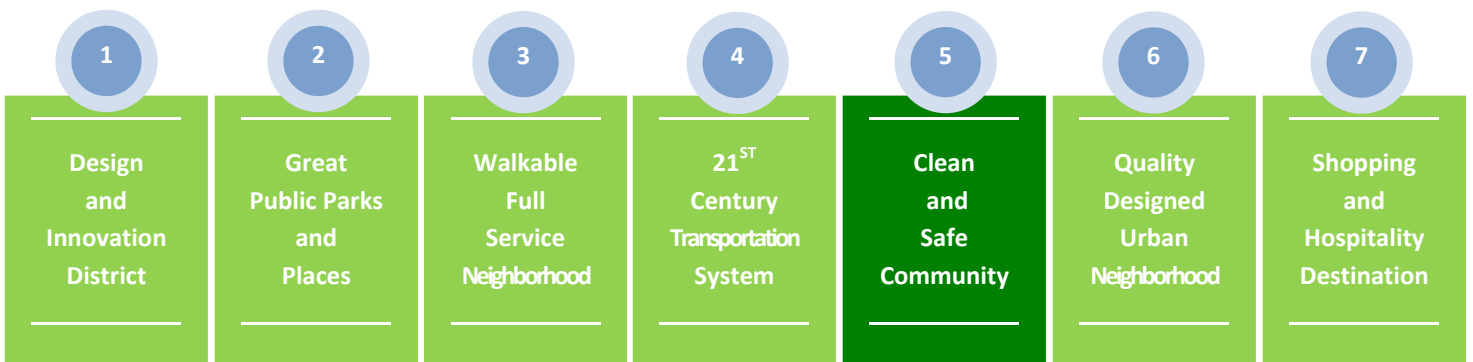 1
Design
and
Innovation
District
2
Great
Public Parks
and
Places
3
Walkable
Full
Service
Neighborhood
4
21ST
Century
Transportation
System
5
Clean
and
Safe
Community
6
Quality
Designed
Urban
Neighborhood
7
Shopping
and
Hospitality
Destination